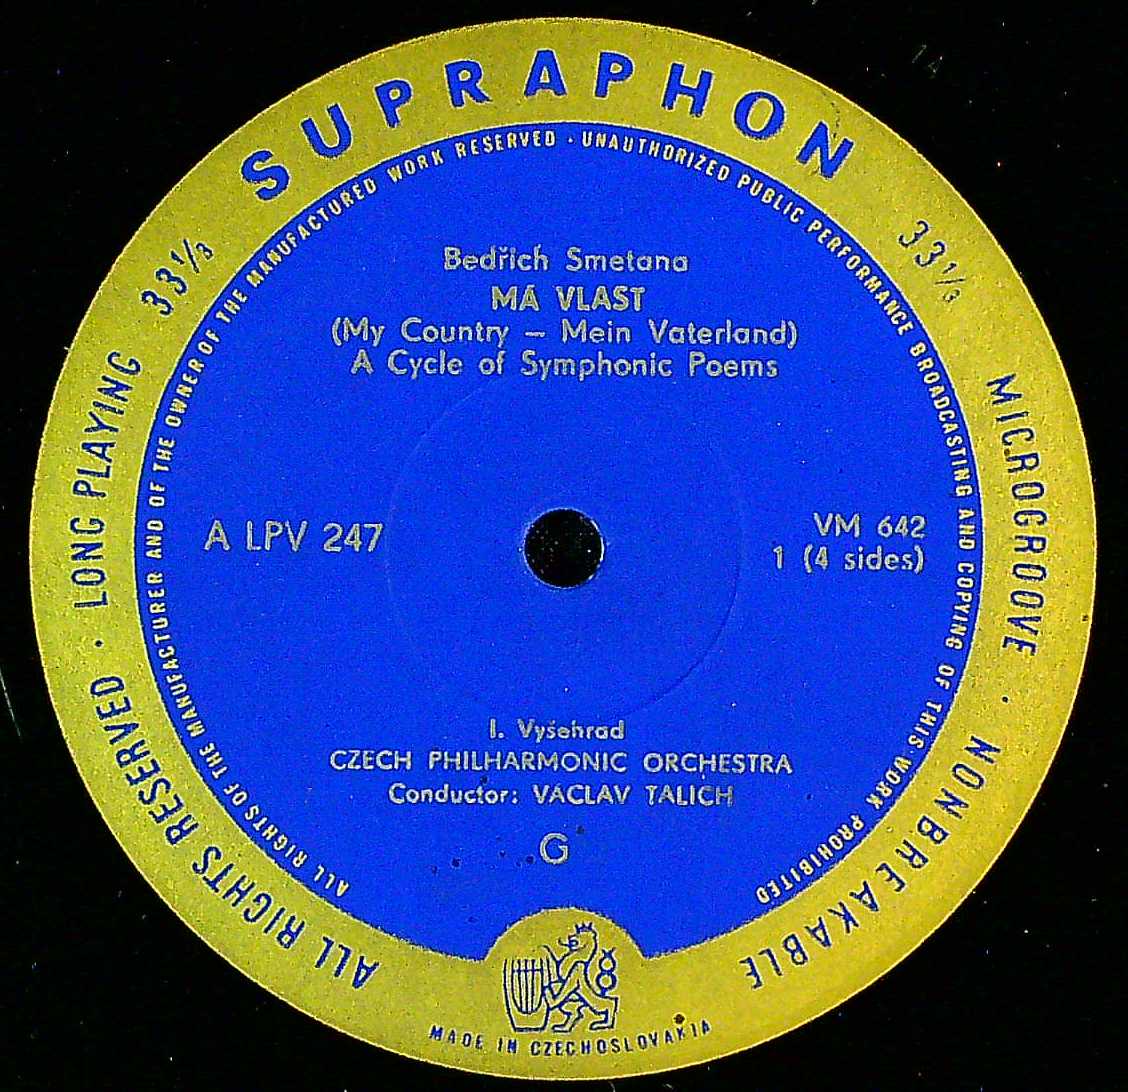 SUPRAPHON
33⅓
33⅓
LONG PLAYING
MICROGROOVE · NONBREAKABLE
ALL RIGHTS RESERVED ·
ALL RIGHTS OF THE MANUFACTURER AND OF THE OWNER OF THE MANUFACTURED WORK RESERVED · UNAUTHORIZED PUBLIC PERFORMANCE BROADCASTING AND COPYING OF THIS WORK PROHIBITED
Bedřich Smetana
MÁ VLAST
(My Country – Mein Vaterland)
A Cycle of Symphonic Poems
A LPV 247
VM 642
1 (4 sides)
I. Vyšehrad
CZECH PHILHARMONIC ORCHESTRA
Conductor: VÁCLAV TALICH
G
MADE IN CZECHOSLOVAKIA